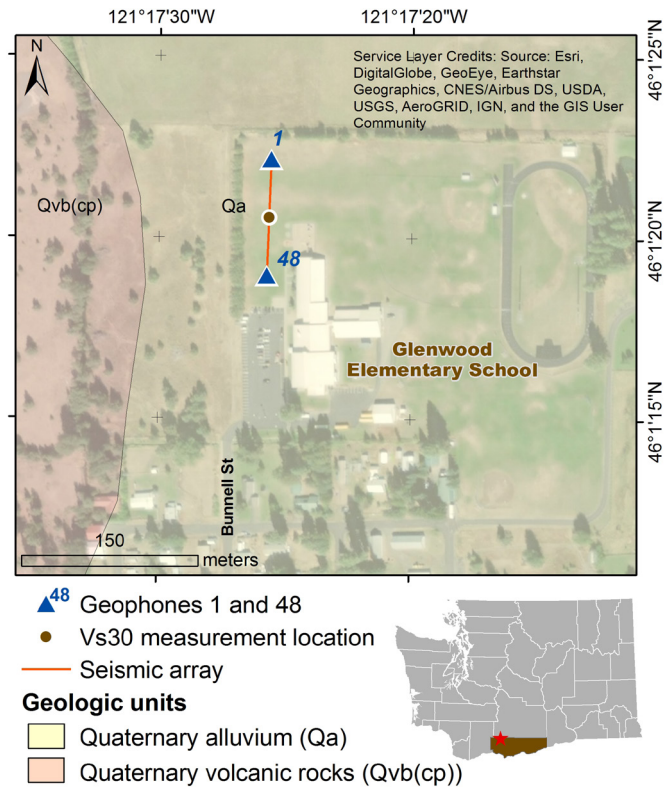 121°17'30"W
121°17'20"W
N
Service Layer Credits: Source: Esri,
DigitalGlobe, GeoEye, Earthstar
Geographics, CNES/Airbus DS, USDA,
USGS, AeroGRID, IGN, and the GIS User
Community
46°1'25"N
1
Qvb(cp)
Qa
46°1'20"N
48
Glenwood
Elementary School
46°1'15"N
Bunnell St
150
meters
48 Geophones 1 and 48
Vs30 measurement location
Seismic array
Geologic units
Quaternary alluvium (Qa)
Quaternary volcanic rocks (Qvb(cp))